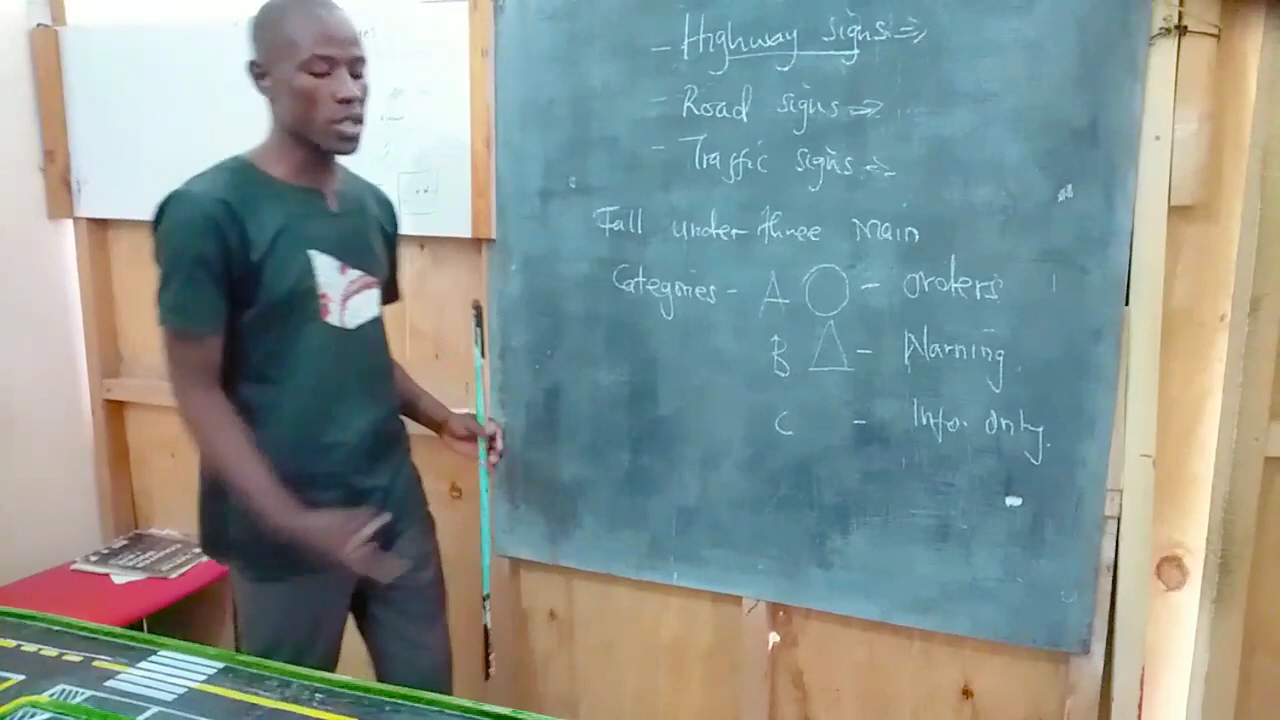 - Highway signs ⇒
- Road signs ⇒
- Traffic signs ⇒
Fall under three main
Categories - A ○ - orders
B △ - Warning
C - Info. only.